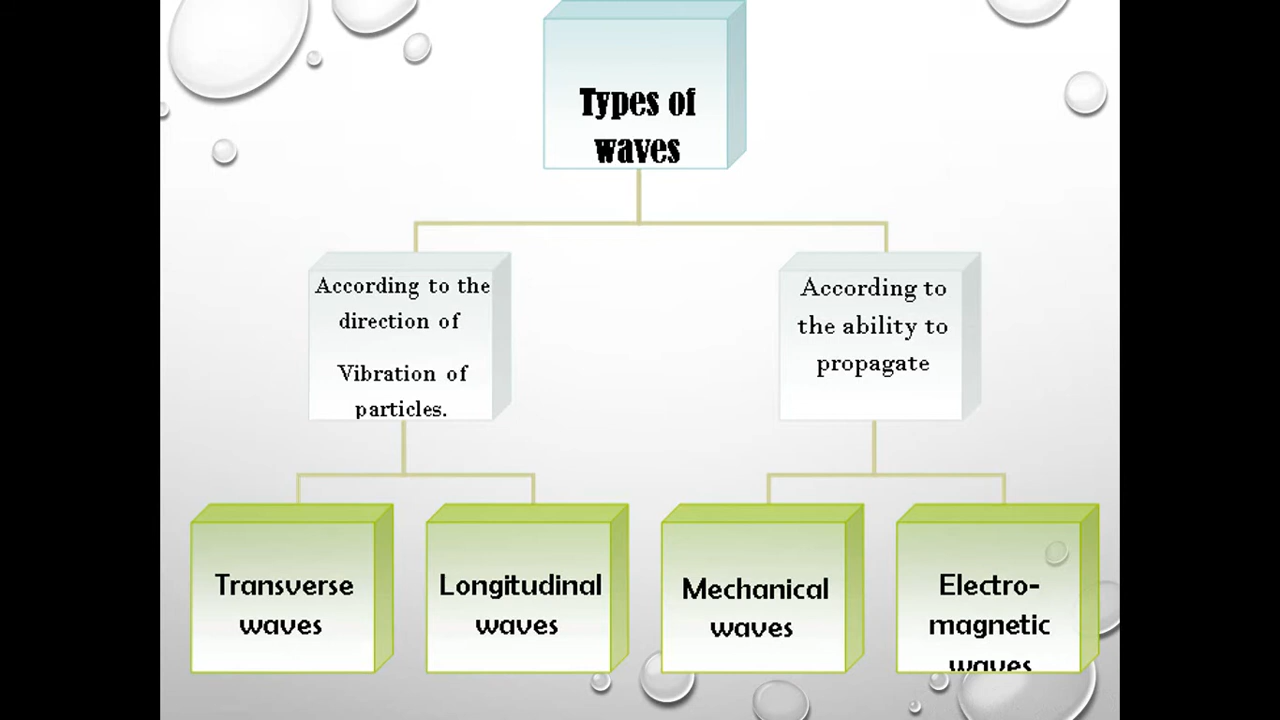 Types of
waves
According to the
direction of
Vibration of
particles.
According to
the ability to
propagate
Transverse
waves
Longitudinal
waves
Mechanical
waves
Electro-
magnetic
waves